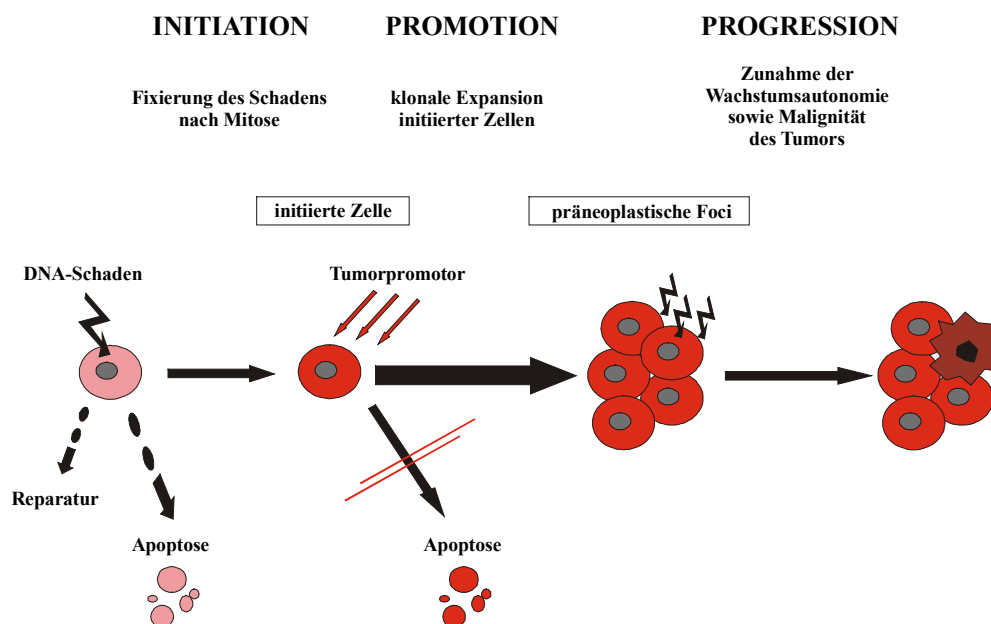 INITIATION
Fixierung des Schadens
nach Mitose
PROMOTION
klonale Expansion
initiierter Zellen
PROGRESSION
Zunahme der
Wachstumsautonomie
sowie Malignität
des Tumors
initiierte Zelle
präneoplastische Foci
DNA-Schaden
Tumorpromotor
Reparatur
Apoptose
Apoptose